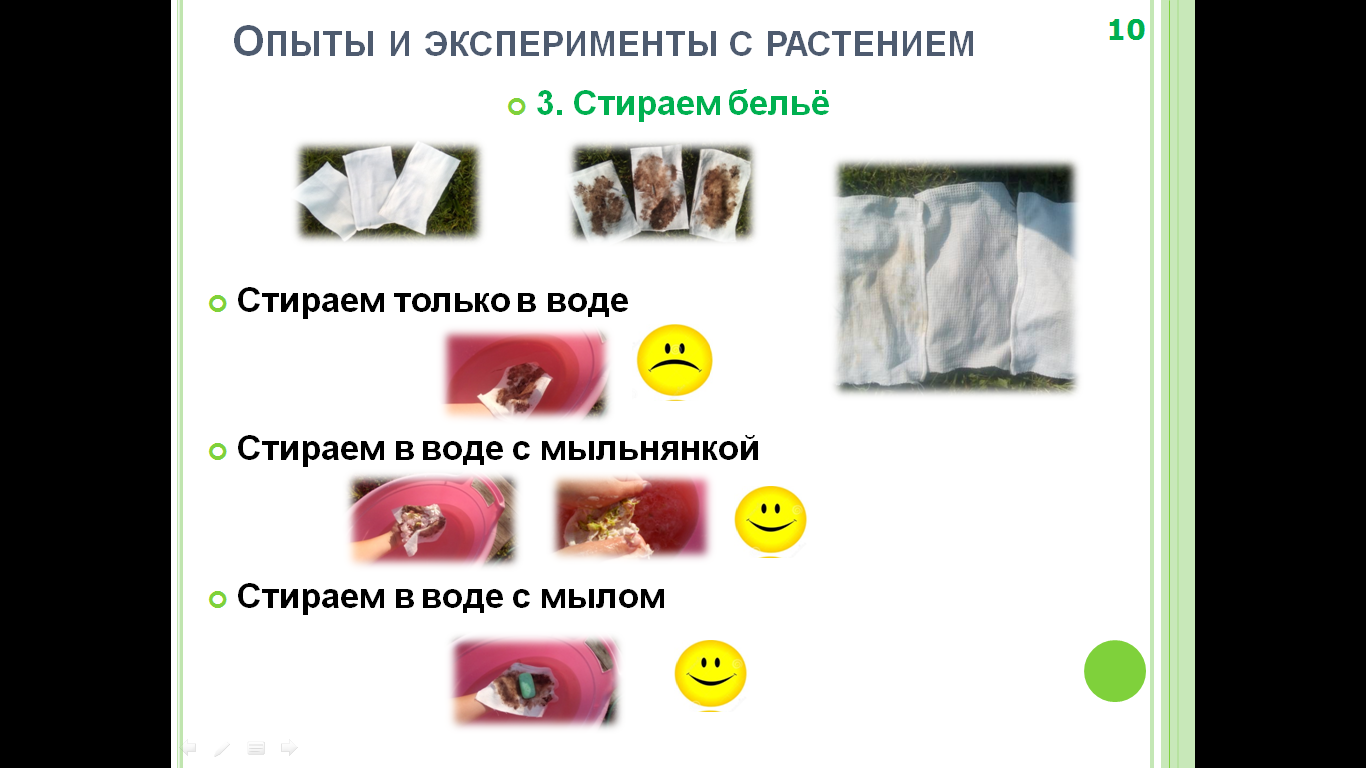 Опыты и эксперименты с растением
10
3. Стираем бельё
Стираем только в воде
Стираем в воде с мыльнянкой
Стираем в воде с мылом